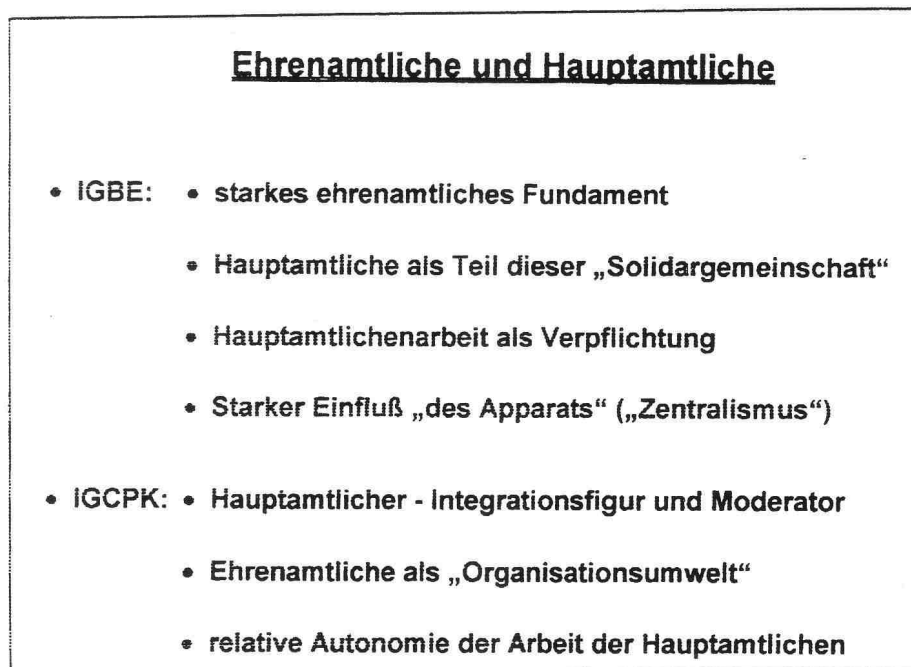 Ehrenamtliche und Hauptamtliche
• IGBE: • starkes ehrenamtliches Fundament
• Hauptamtliche als Teil dieser „Solidargemeinschaft“
• Hauptamtlichenarbeit als Verpflichtung
• Starker Einfluß „des Apparats“ („Zentralismus“)
• IGCPK: • Hauptamtlicher - Integrationsfigur und Moderator
• Ehrenamtliche als „Organisationsumwelt“
• relative Autonomie der Arbeit der Hauptamtlichen